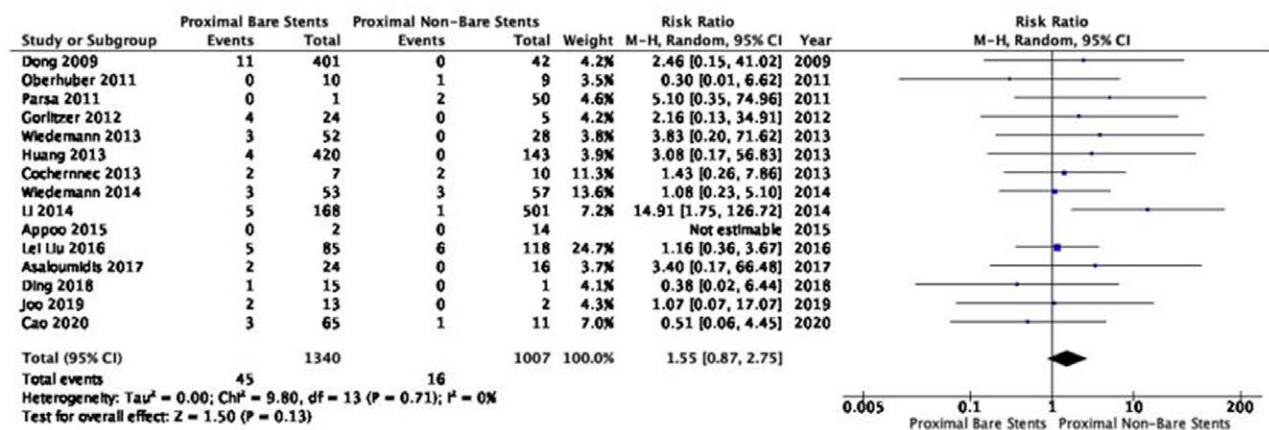 Proximal Bare Stents Proximal Non-Bare Stents Risk Ratio Risk Ratio
Study or Subgroup Events Total Events Total Weight M-H, Random, 95% CI Year M-H, Random, 95% CI
Dong 2009 11 401 0 42 4.2% 2.46 [0.15, 41.02] 2009
Oberhuber 2011 0 10 1 9 3.5% 0.30 [0.01, 6.62] 2011
Parsa 2011 0 1 2 50 4.6% 5.10 [0.35, 74.96] 2011
Gorlitzer 2012 4 24 0 5 4.2% 2.16 [0.13, 34.91] 2012
Wiedemann 2013 3 52 0 28 3.8% 3.83 [0.20, 71.62] 2013
Huang 2013 4 420 0 143 3.9% 3.08 [0.17, 56.83] 2013
Cochernnec 2013 2 7 2 10 11.3% 1.43 [0.26, 7.86] 2013
Wiedemann 2014 3 53 3 57 13.6% 1.08 [0.23, 5.10] 2014
Li 2014 5 168 1 501 7.2% 14.91 [1.75, 126.72] 2014
Appoo 2015 0 2 0 14 Not estimable 2015
Lei Liu 2016 5 85 6 118 24.7% 1.16 [0.36, 3.67] 2016
Asaloumidis 2017 2 24 0 16 3.7% 3.40 [0.17, 66.48] 2017
Ding 2018 1 15 0 1 4.1% 0.38 [0.02, 6.44] 2018
Joo 2019 2 13 0 2 4.3% 1.07 [0.07, 17.07] 2019
Cao 2020 3 65 1 11 7.0% 0.51 [0.06, 4.45] 2020
Total (95% CI) 1340 1007 100.0% 1.55 [0.87, 2.75]
Total events 45 16
Heterogeneity: Tau² = 0.00; Chi² = 9.80, df = 13 (P = 0.71); I² = 0%
Test for overall effect: Z = 1.50 (P = 0.13)
0.005 0.1 1 10 200
Proximal Bare Stents Proximal Non-Bare Stents